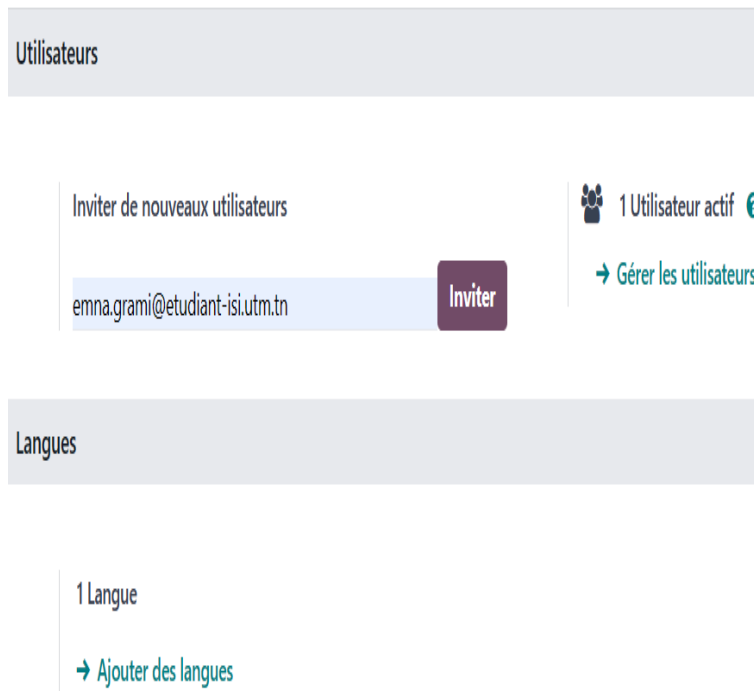 Utilisateurs
Inviter de nouveaux utilisateurs
1 Utilisateur actif
→ Gérer les utilisateurs
emna.grami@etudiant-isi.utm.tn
Inviter
Langues
1 Langue
→ Ajouter des langues